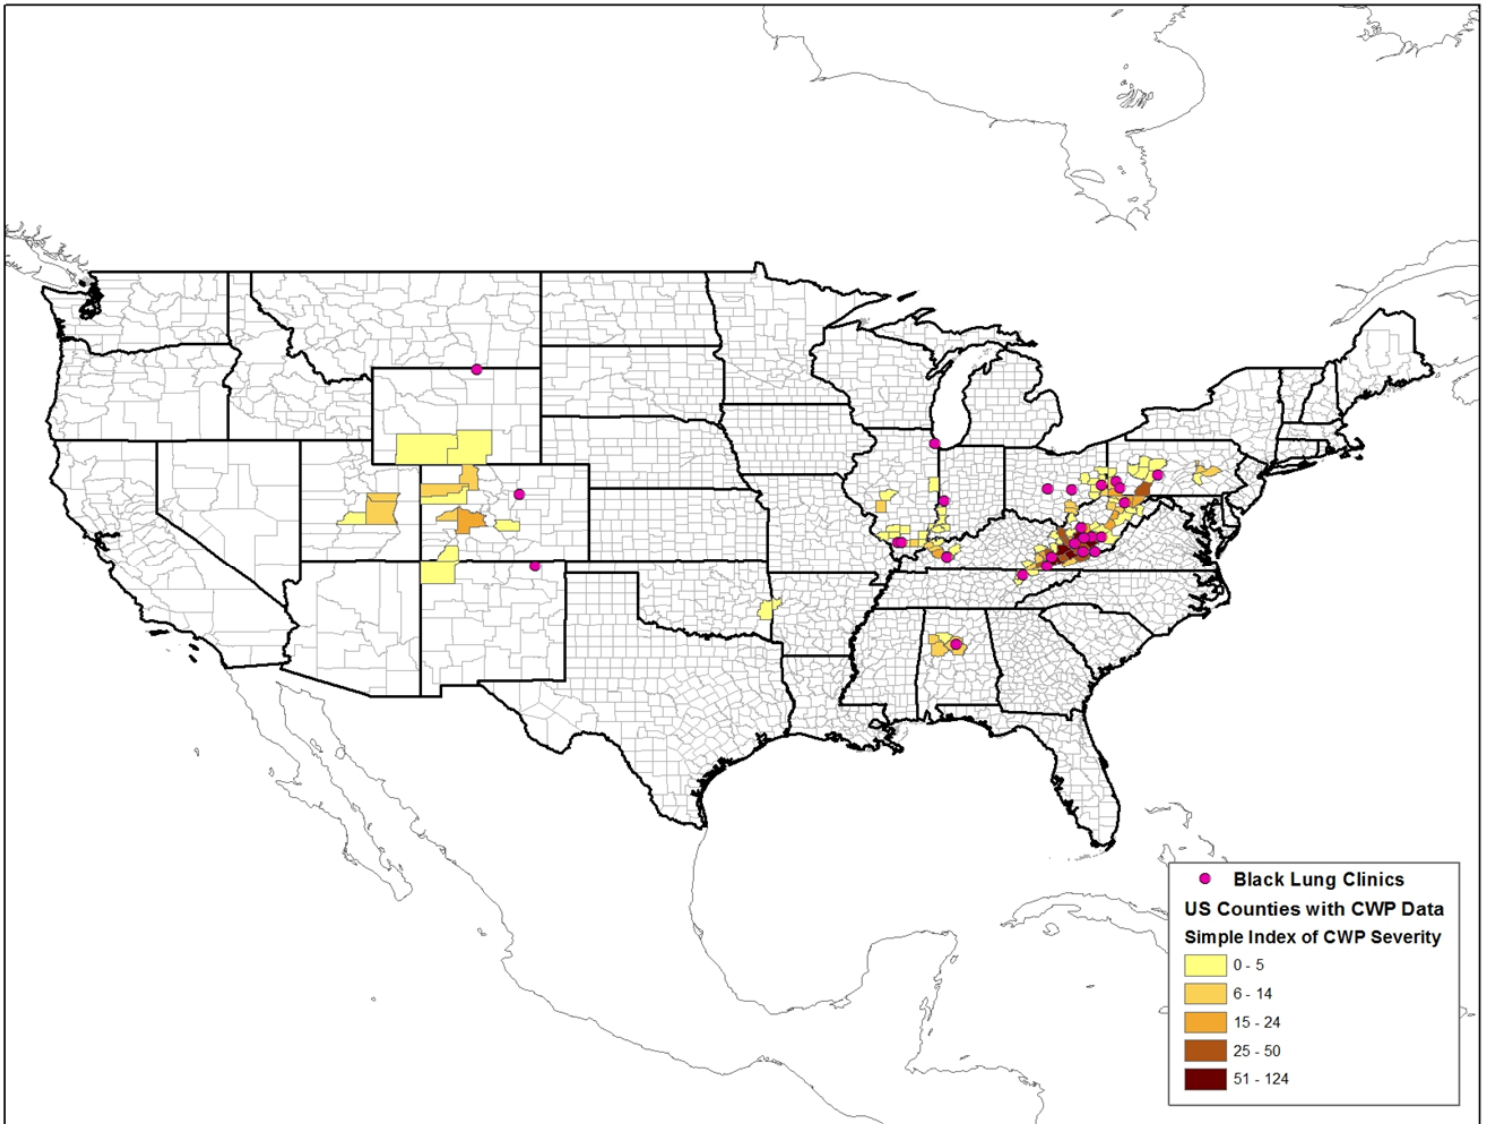 Black Lung Clinics
US Counties with CWP Data
Simple Index of CWP Severity
0 - 5
6 - 14
15 - 24
25 - 50
51 - 124